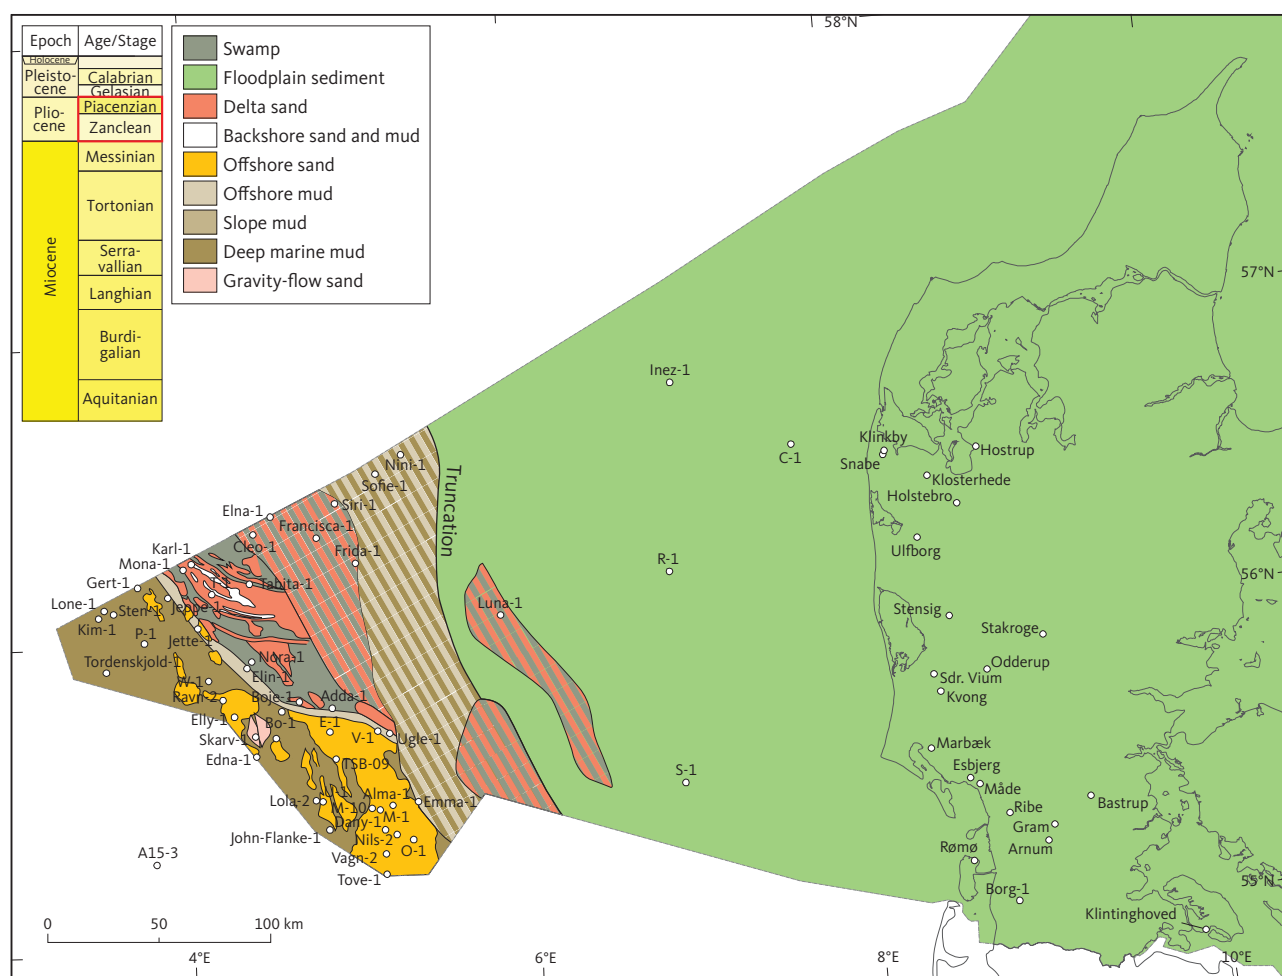 58°N
Epoch
Age/Stage
Holocene
Pleisto-
cene
Calabrian
Gelasian
Plio-
cene
Piacenzian
Zanclean
Miocene
Messinian
Tortonian
Serra-
vallian
Langhian
Burdi-
galian
Aquitanian
Swamp
Floodplain sediment
Delta sand
Backshore sand and mud
Offshore sand
Offshore mud
Slope mud
Deep marine mud
Gravity-flow sand
57°N
Inez-1
C-1
Klinkby
Snabe
Hostrup
Klosterhede
Holstebro
Ulfborg
Nini-1
Sofie-1
Siri-1
Truncation
Elna-1
Francisca-1
Cleo-1
Frida-1
Karl-1
Mona-1
Gert-1
T-1
Tabita-1
R-1
56°N
Lone-1
Sten-1
Jeppe-1
Luna-1
Stensig
Stakroge
Kim-1
P-1
Jette-1
Tordenskjold-1
Nora-1
Elin-1
Odderup
Sdr. Vium
Kvong
W-1
Ravn-2
Boje-1
Adda-1
Elly-1
Bo-1
E-1
Skarv-1
V-1
Ugle-1
Edna-1
TSB-09
Marbæk
Esbjerg
Måde
S-1
Bastrup
Lola-2
U-1
Alma-1
Emma-1
M-10
M-1
Dany-1
Ribe
Gram
John-Flanke-1
Nils-2
O-1
Arnum
Vagn-2
Rømø
A15-3
Tove-1
55°N
Borg-1
Klintinghoved
0
50
100 km
4°E
6°E
8°E
10°E